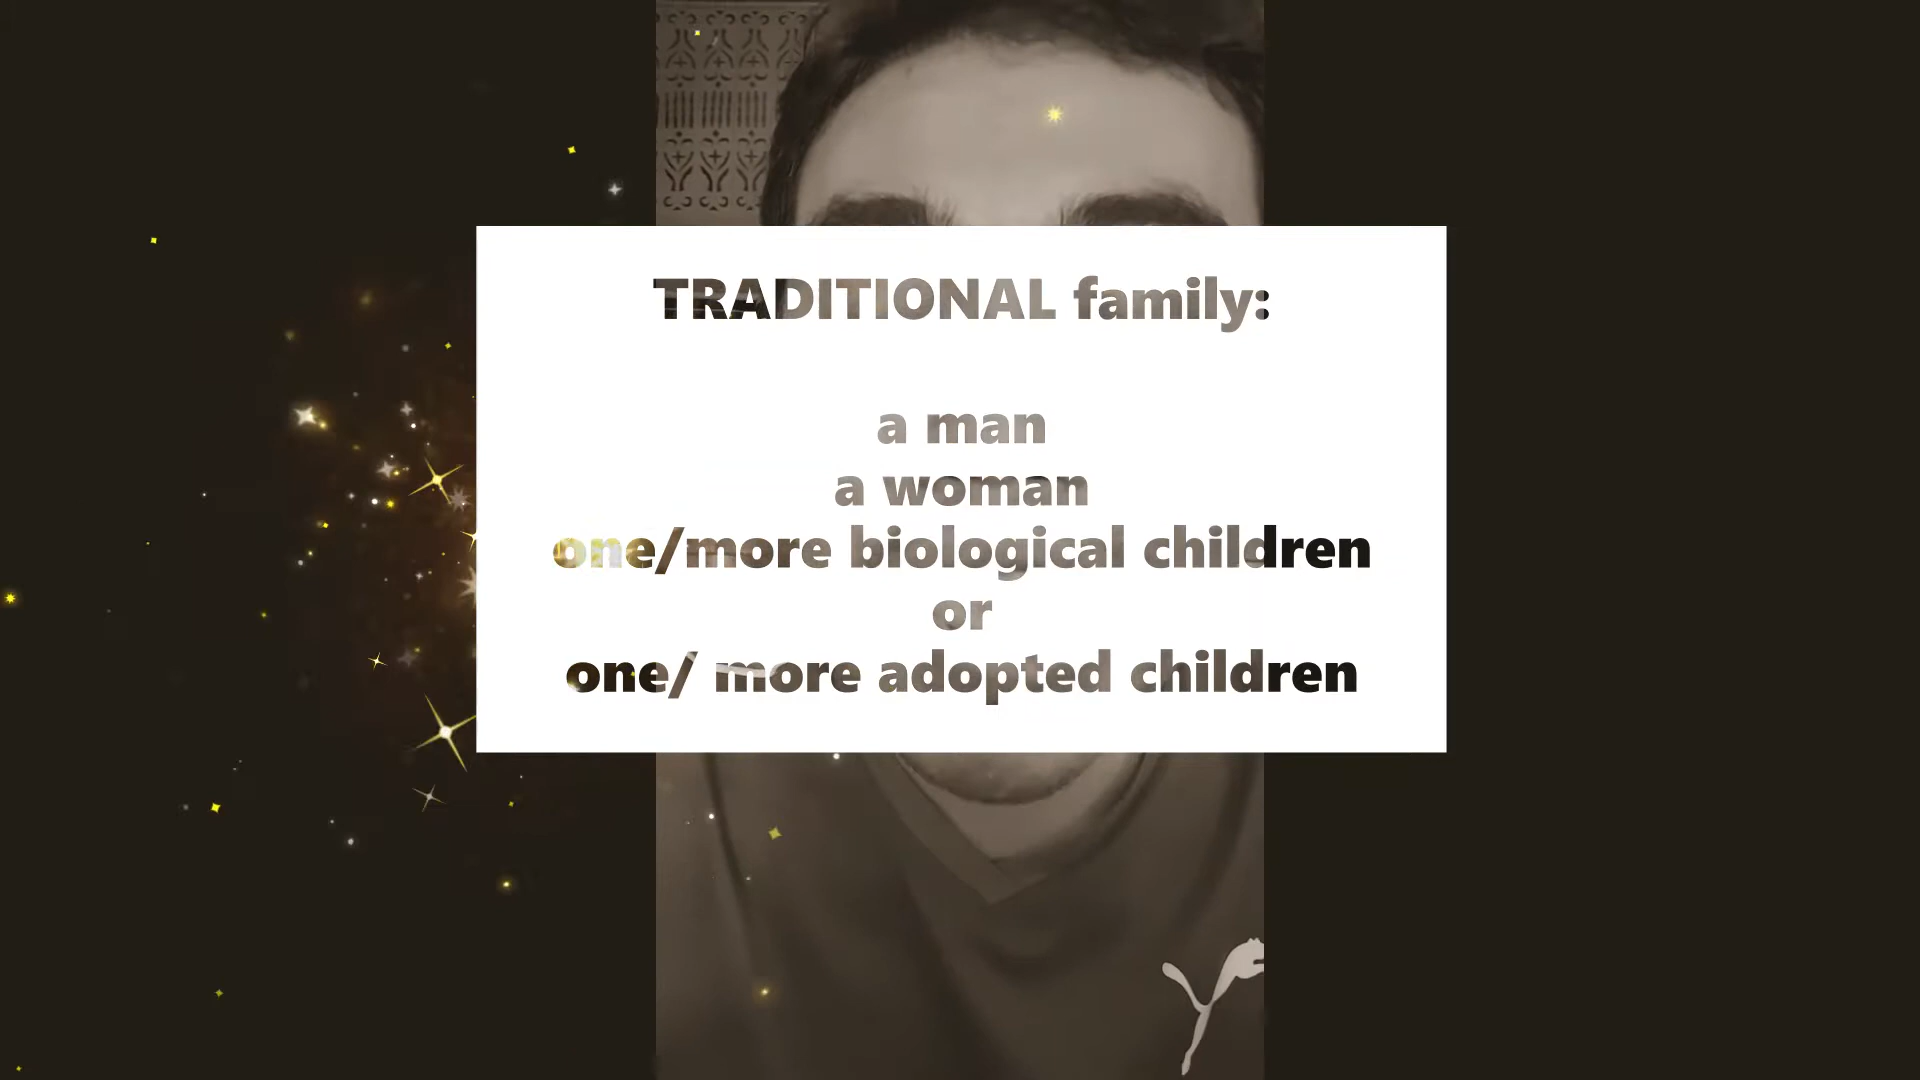 TRADITIONAL family:
a man
a woman
one/more biological children
or
one/ more adopted children